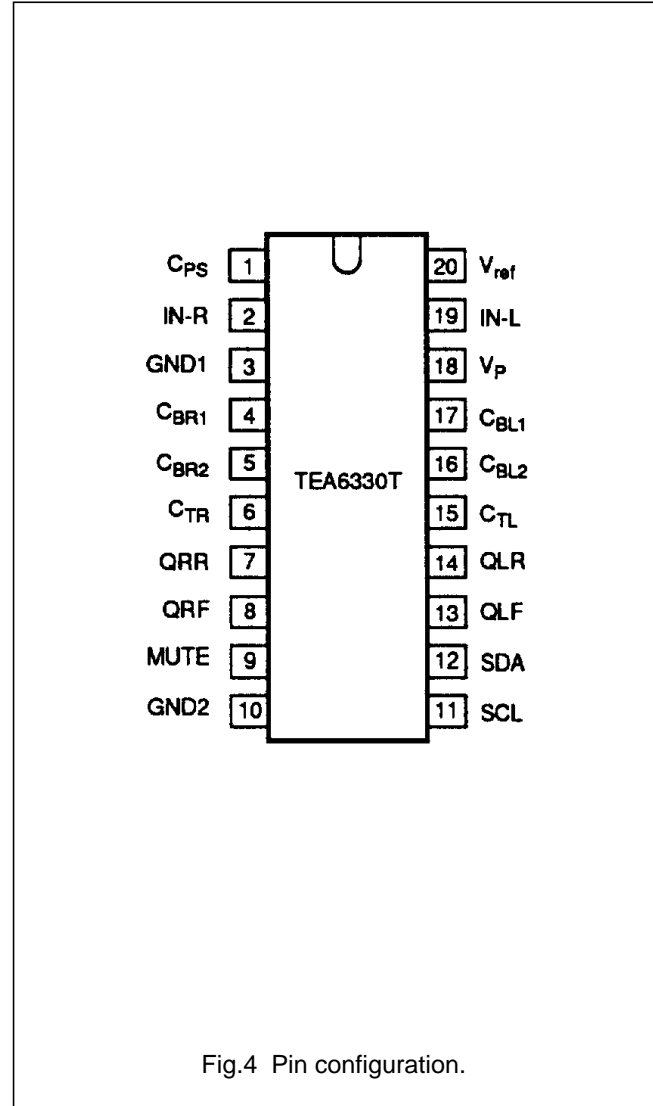 C_PS 1 20 V_ref
IN-R 2 19 IN-L
GND1 3 18 V_P
C_BR1 4 17 C_BL1
C_BR2 5 16 C_BL2
TEA6330T
C_TR 6 15 C_TL
QRR 7 14 QLR
QRF 8 13 QLF
MUTE 9 12 SDA
GND2 10 11 SCL
Fig.4 Pin configuration.